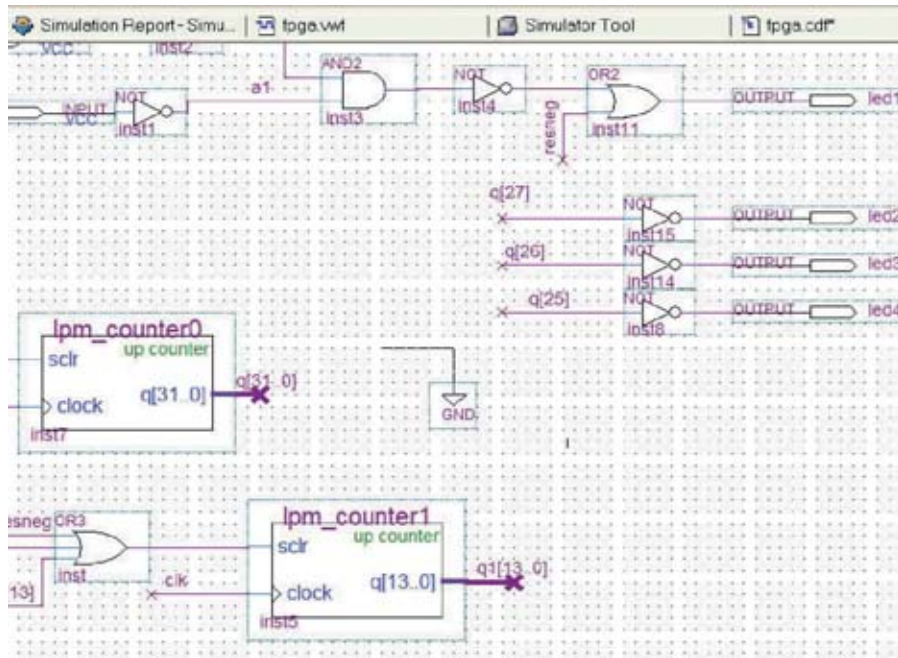 Simulation Report - Simu... fpga.vwf Simulator Tool fpga.cdf*
VCC inst2
AND2
NOT OR2
a1
INPUT NOT OUTPUT led1
VCC
inst1 inst3 inst4 inst11
resneg
q[27] NOT
OUTPUT led2
inst15
q[26] NOT
OUTPUT led3
inst14
q[25] NOT
OUTPUT led4
inst8
lpm_counter0
up counter
sclr
q[31..0] q[31..0]
clock
inst7
GND
lpm_counter1
esneg OR3
up counter
sclr
inst clk
q[13..0] q1[13..0]
13] clock
inst5